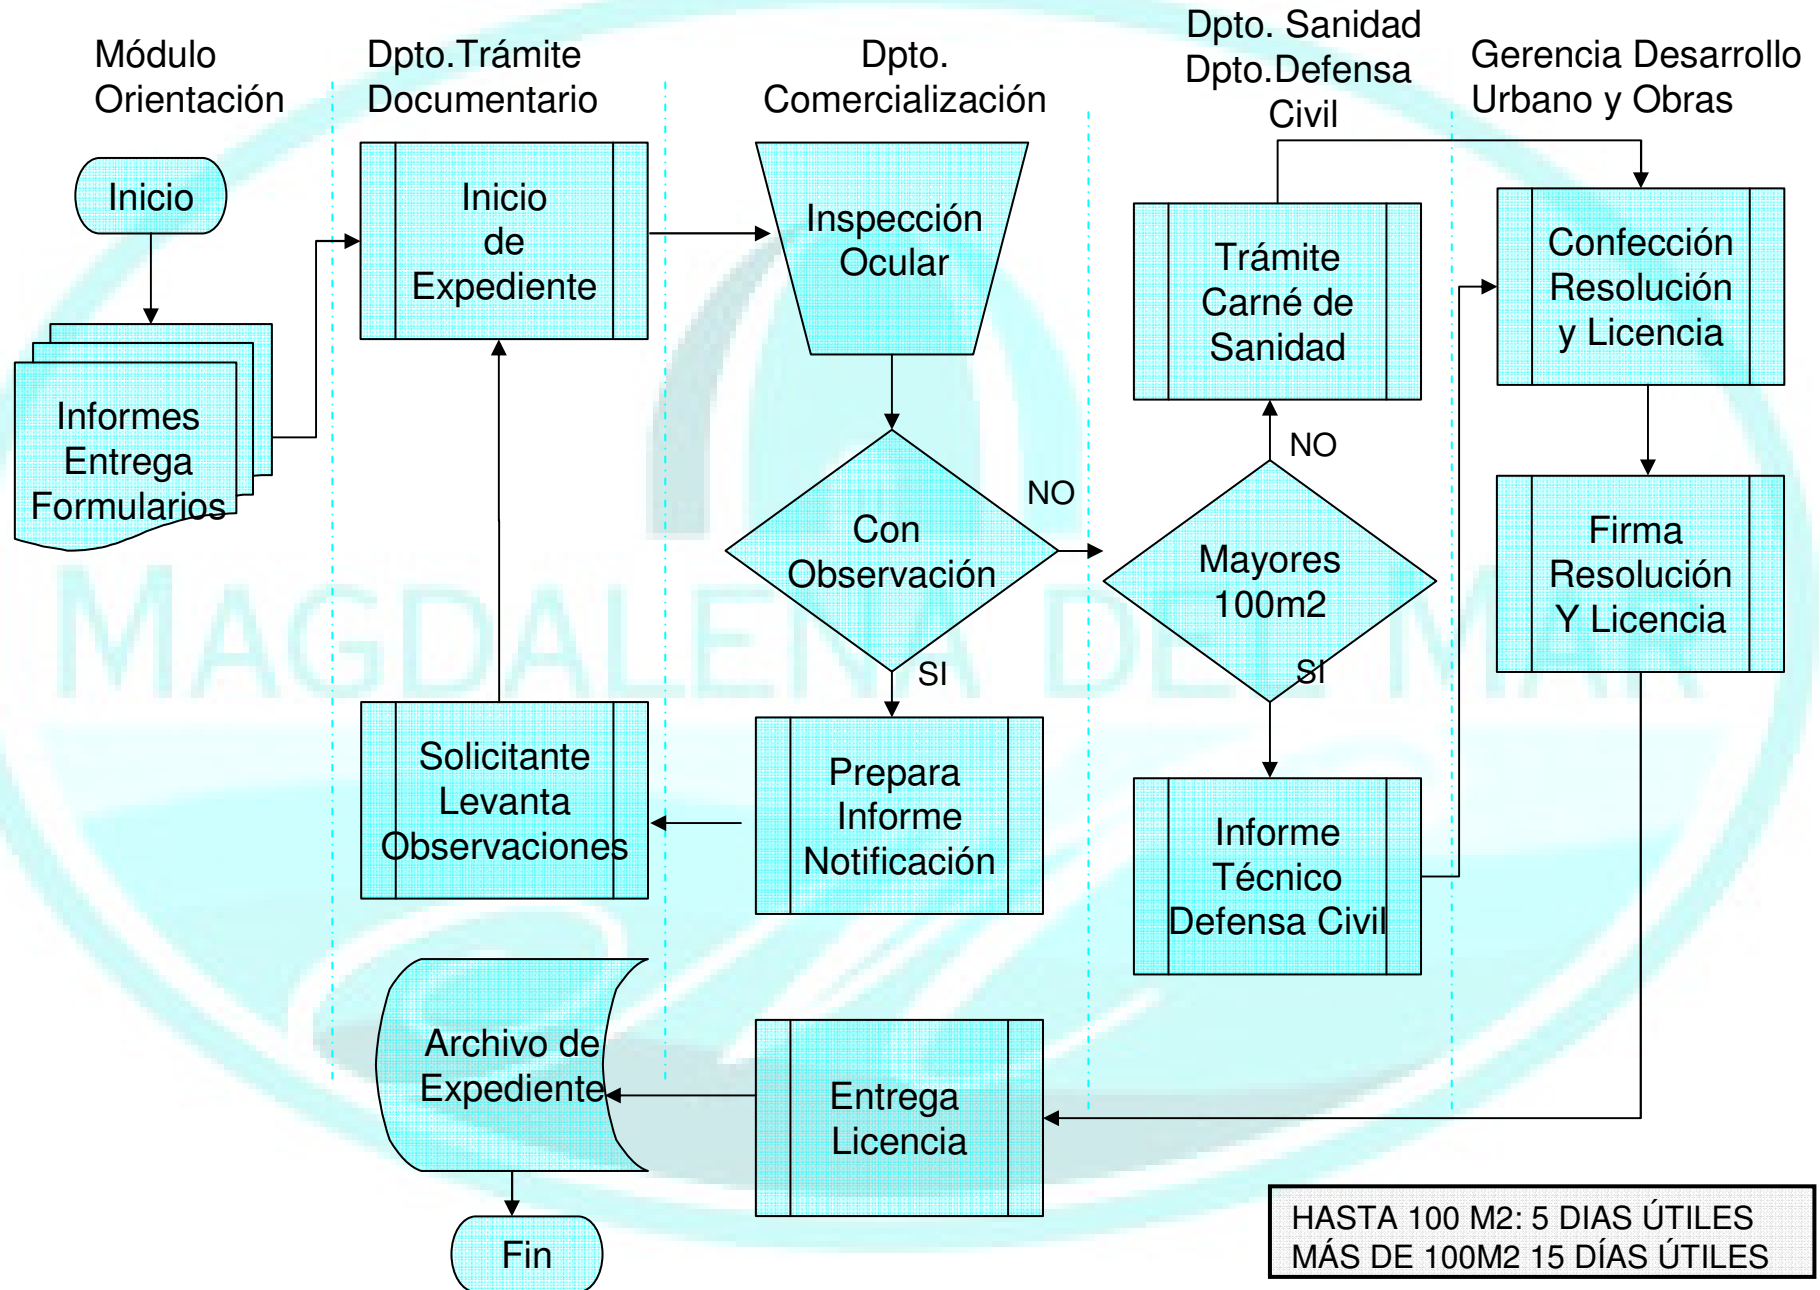 Módulo
Orientación
Dpto.Trámite
Documentario
Dpto.
Comercialización
Dpto. Sanidad
Dpto.Defensa
Civil
Gerencia Desarrollo
Urbano y Obras
Inicio
Informes
Entrega
Formularios
Inicio
de
Expediente
Inspección
Ocular
Con
Observación
NO
SI
Mayores
100m2
NO
SI
Trámite
Carné de
Sanidad
Confección
Resolución
y Licencia
Firma
Resolución
Y Licencia
Solicitante
Levanta
Observaciones
Prepara
Informe
Notificación
Informe
Técnico
Defensa Civil
Archivo de
Expediente
Entrega
Licencia
Fin
HASTA 100 M2: 5 DIAS ÚTILES
MÁS DE 100M2 15 DÍAS ÚTILES
MAGDALENA DEL MAR